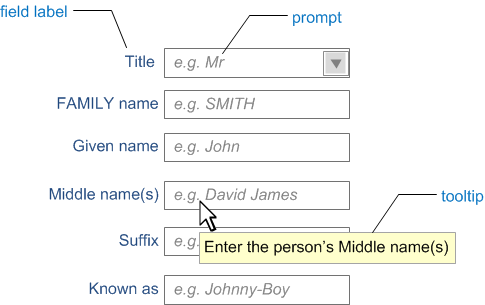 field label
prompt
Title e.g. Mr
FAMILY name e.g. SMITH
Given name e.g. John
Middle name(s) e.g. David James
tooltip
Suffix e.g.
Enter the person's Middle name(s)
Known as e.g. Johnny-Boy